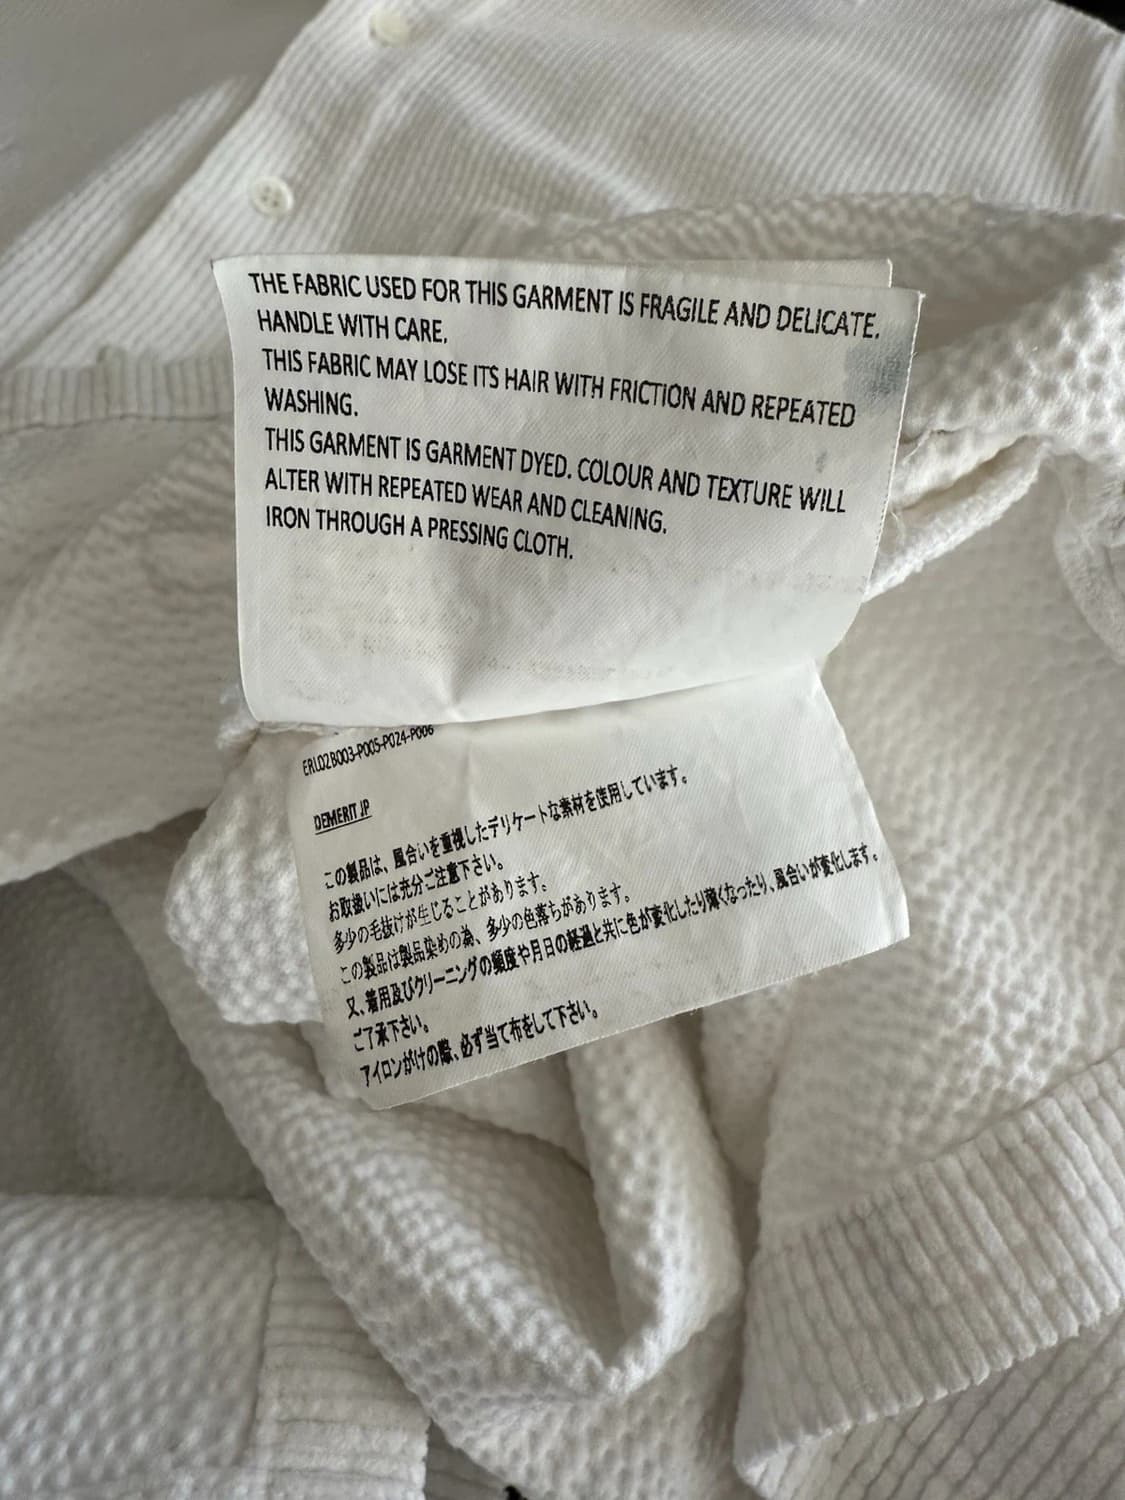 THE FABRIC USED FOR THIS GARMENT IS FRAGILE AND DELICATE.
HANDLE WITH CARE.
THIS FABRIC MAY LOSE ITS HAIR WITH FRICTION AND REPEATED
WASHING.
THIS GARMENT IS GARMENT DYED. COLOUR AND TEXTURE WILL
ALTER WITH REPEATED WEAR AND CLEANING.
IRON THROUGH A PRESSING CLOTH.
ERL02B003-P005-P024-P006
DEMERIT JP
この製品は、風合いを重視したデリケートな素材を使用しています。
お取扱いには充分ご注意下さい。
多少の毛抜けが生じることがあります。
この製品は製品染めの為、多少の色落ちがあります。
又、着用及びクリーニングの頻度や月日の経過と共に色が変化したり薄くなったり、風合いが変化します。
ご了承下さい。
アイロンがけの際、必ず当て布をして下さい。